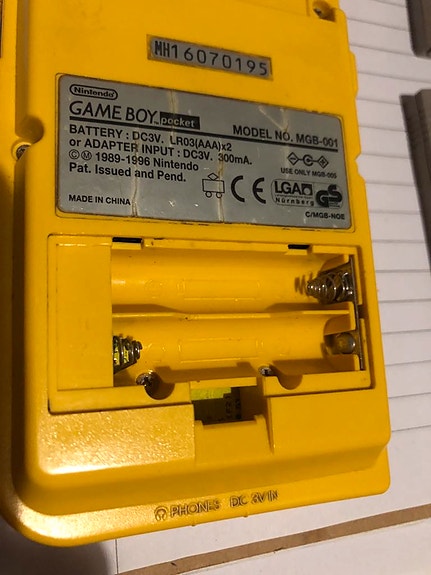 MH16070195
Nintendo
GAME BOY pocket
MODEL NO. MGB-001
BATTERY : DC3V. LR03(AAA)x2
or ADAPTER INPUT : DC3V. 300mA.
USE ONLY MGB-005
©Ⓜ 1989-1996 Nintendo
Pat. Issued and Pend.
CE
LGA
Nürnberg
GS
MADE IN CHINA
C/MGB-NOE
PHONES DC 3V IN